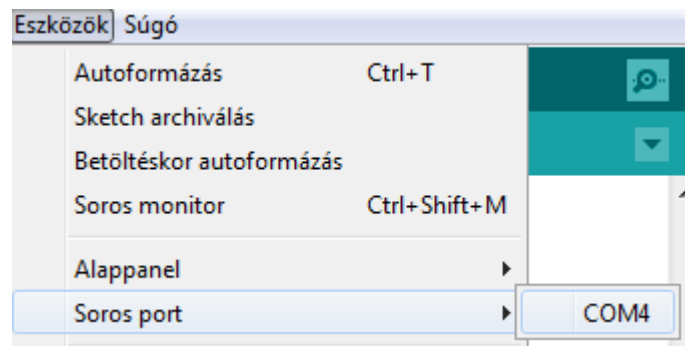 Eszközök Súgó
Autoformázás Ctrl+T
Sketch archiválás
Betöltéskor autoformázás
Soros monitor Ctrl+Shift+M
Alappanel
Soros port COM4